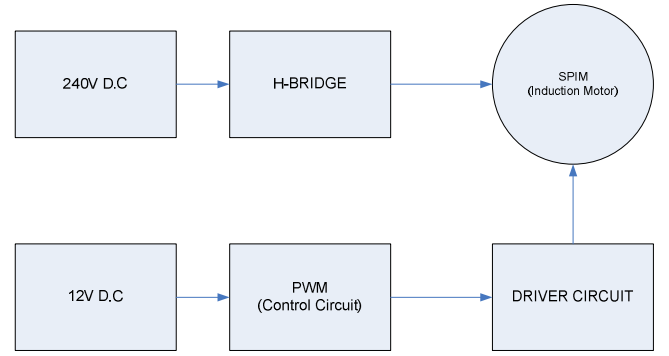 240V D.C
H-BRIDGE
SPIM
(Induction Motor)
12V D.C
PWM
(Control Circuit)
DRIVER CIRCUIT